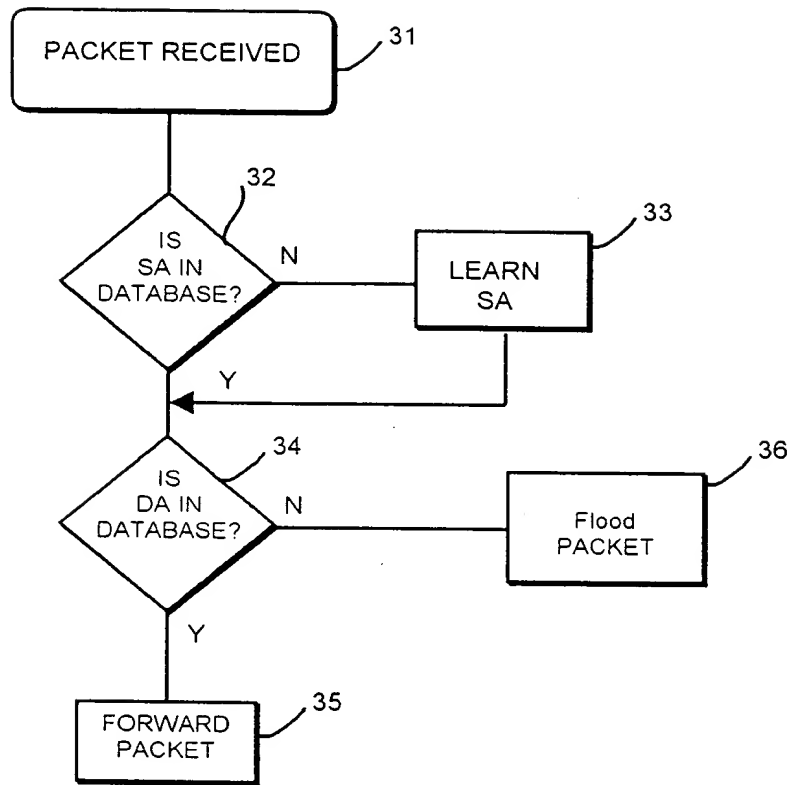 PACKET RECEIVED
31
32
IS
SA IN
DATABASE?
N
33
LEARN
SA
Y
34
IS
DA IN
DATABASE?
N
36
Flood
PACKET
Y
35
FORWARD
PACKET